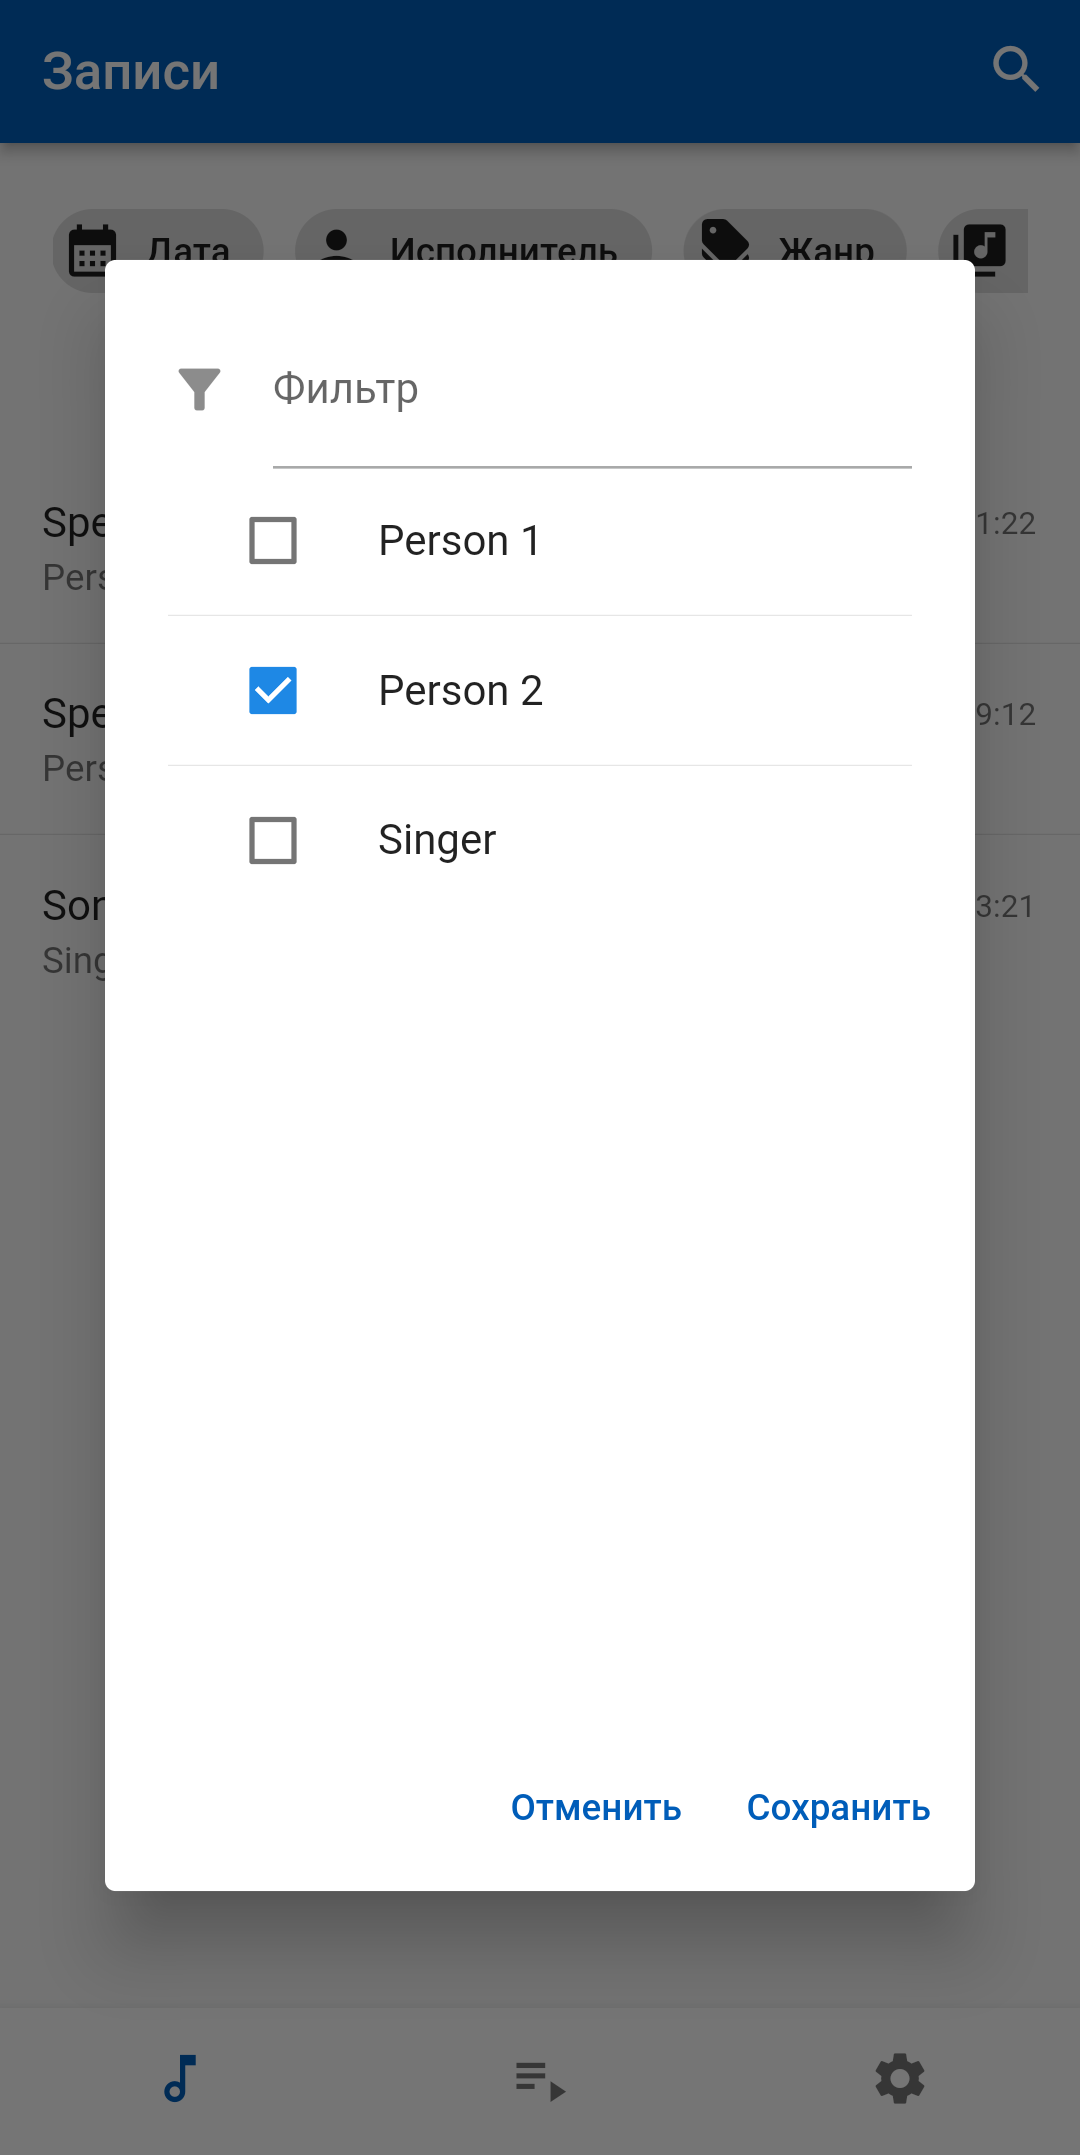 Записи
Дата Исполнитель Жанр
Фильтр
Person 1
Person 2
Singer
Spe 1:22
Pers
Spe 9:12
Pers
Son 3:21
Sing
Отменить Сохранить